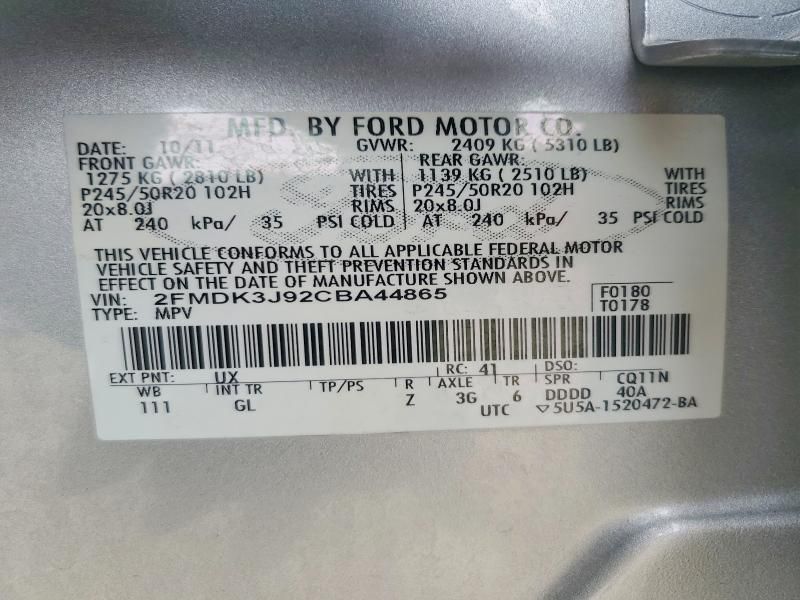 MFD. BY FORD MOTOR CO.
DATE: 10/11 GVWR: 2409 KG ( 5310 LB)
FRONT GAWR: REAR GAWR:
1275 KG ( 2810 LB) WITH 1139 KG ( 2510 LB) WITH
P245/50R20 102H TIRES P245/50R20 102H TIRES
20x8.0J RIMS 20x8.0J RIMS
AT 240 kPa/ 35 PSI COLD AT 240 kPa/ 35 PSI COLD
THIS VEHICLE CONFORMS TO ALL APPLICABLE FEDERAL MOTOR
VEHICLE SAFETY AND THEFT PREVENTION STANDARDS IN
EFFECT ON THE DATE OF MANUFACTURE SHOWN ABOVE.
VIN: 2FMDK3J92CBA44865 F0180
TYPE: MPV T0178
EXT PNT: UX RC: 41 DSO:
WB INT TR TP/PS R AXLE TR SPR CQ11N
111 GL Z 3G 6 DDDD 40A
UTC ▽5U5A-1520472-BA